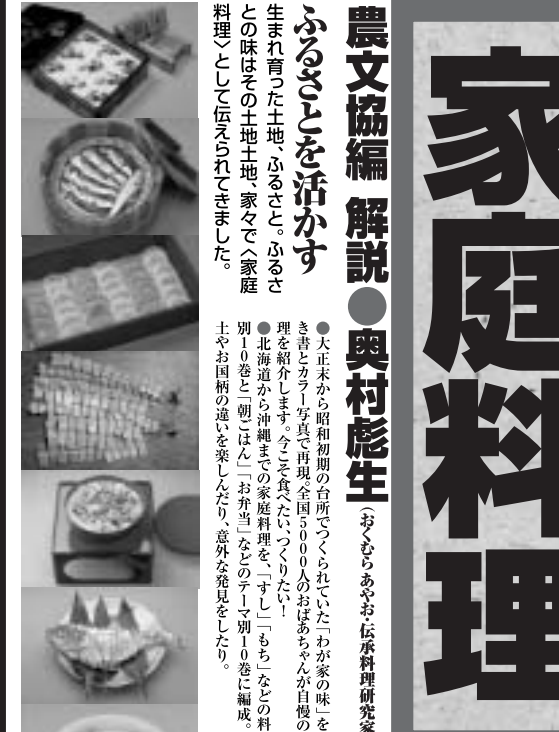 家庭料理
農文協編 解説●奥村彪生(おくむらあやお・伝承料理研究家
ふるさとを活かす
生まれ育った土地、ふるさと。ふるさ
との味はその土地土地、家々で〈家庭
料理〉として伝えられてきました。
●大正末から昭和初期の台所でつくられていた「わが家の味」を
き書とカラー写真で再現。全国5000人のおばあちゃんが自慢の
理を紹介します。今こそ食べたい、つくりたい!
●北海道から沖縄までの家庭料理を、「すし」「もち」などの料
別10巻と「朝ごはん」「お弁当」などのテーマ別10巻に編成。
土やお国柄の違いを楽しんだり、意外な発見をしたり。